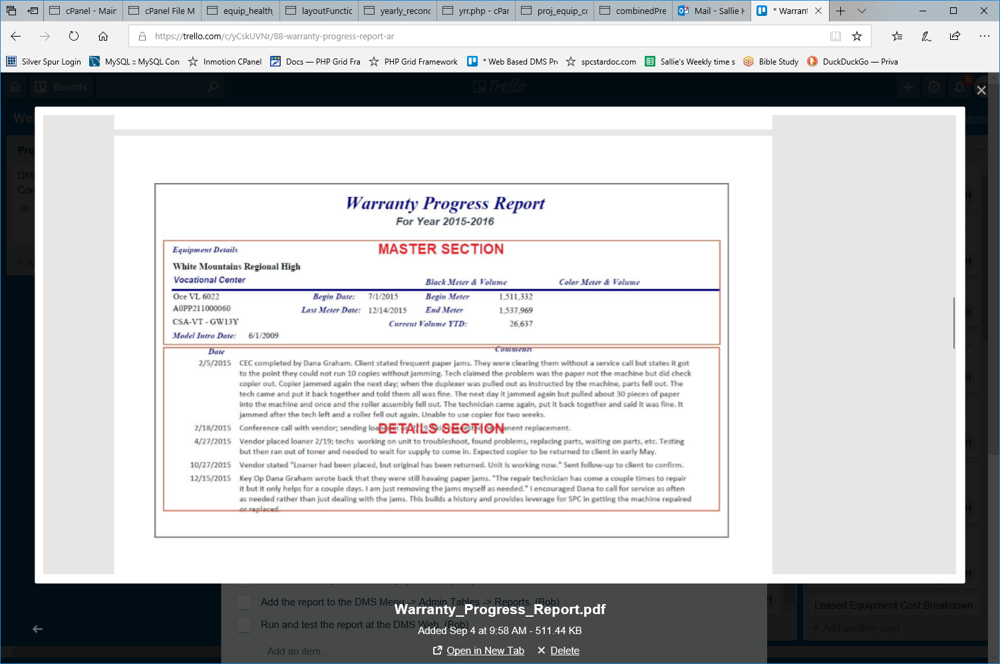 cPanel - Main
cPanel File M
equip_health_
layoutFunctic
yearly_recond
yrr.php - cPar
proj_equip_cc
combinedPre
Mail - Sallie H
* Warrant
https://trello.com/c/yCskUVNr/88-warranty-progress-report-ar
Silver Spur Login
MySQL :: MySQL Con
Inmotion CPanel
Docs — PHP Grid Fra
PHP Grid Framework
* Web Based DMS Pr
spcstardoc.com
Sallie's Weekly time s
Bible Study
DuckDuckGo — Priva
Boards
Trello
5
Menu
Wel
Pro
DM
Con
Warranty Progress Report
For Year 2015-2016
MASTER SECTION
Equipment Details
White Mountains Regional High
Vocational Center
Black Meter & Volume
Color Meter & Volume
Oce VL 6022 Begin Date: 7/1/2015 Begin Meter 1,511,332
A0PP211000060 Last Meter Date: 12/14/2015 End Meter 1,537,969
CSA-VT - GW13Y Current Volume YTD: 26,637
Model Intro Date: 6/1/2009
Date Comments
2/5/2015 CEC completed by Dana Graham. Client stated frequent paper jams. They were clearing them without a service call but states it got
to the point they could not run 10 copies without jamming. Tech claimed the problem was the paper not the machine but did check
copier out. Copier jammed again the next day; when the duplexer was pulled out as instructed by the machine, parts fell out. The
tech came and put it back together and told them all was fine. The next day it jammed again but pulled about 30 pieces of paper
into the machine and once and the roller assembly fell out. The technician came again, put it back together and said it was fine. It
jammed after the tech left and a roller fell out again. Unable to use copier for two weeks.
DETAILS SECTION
2/18/2015 Conference call with vendor; sending replacement.
4/27/2015 Vendor placed loaner 2/19; techs working on unit to troubleshoot, found problems, replacing parts, waiting on parts, etc. Testing
but then ran out of toner and needed to wait for supply to come in. Expected copier to be returned to client in early May.
10/27/2015 Vendor stated "Loaner had been placed, but original has been returned. Unit is working now." Sent follow-up to client to confirm.
12/15/2015 Key Op Dana Graham wrote back that they were still havaing paper jams. "The repair technician has come a couple times to repair
it but it only helps for a couple days. I am just removing the jams myself as needed." I encouraged Dana to call for service as often
as needed rather than just dealing with the jams. This builds a history and provides leverage for SPC in getting the machine repaired
or replaced.
Add the report to the DMS Menu -> Admin Tables -> Reports. (Bob)
Warranty_Progress_Report.pdf
Leased Equipment Cost Breakdown
Run and test the report at the DMS Web. (Bob)
Added Sep 4 at 9:58 AM - 511.44 KB
+ Add another card
Add an item...
Open in New Tab
Delete